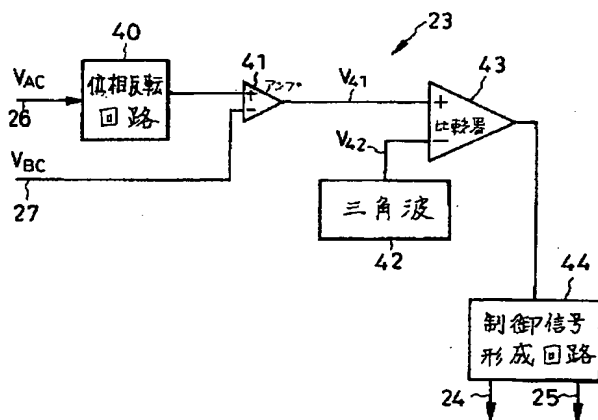 40
23
VAC
位相反転
回路
41
アンプ
43
26
+
-
V41
+
比較器
-
VBC
27
V42
三角波
42
44
制御信号
形成回路
24
25